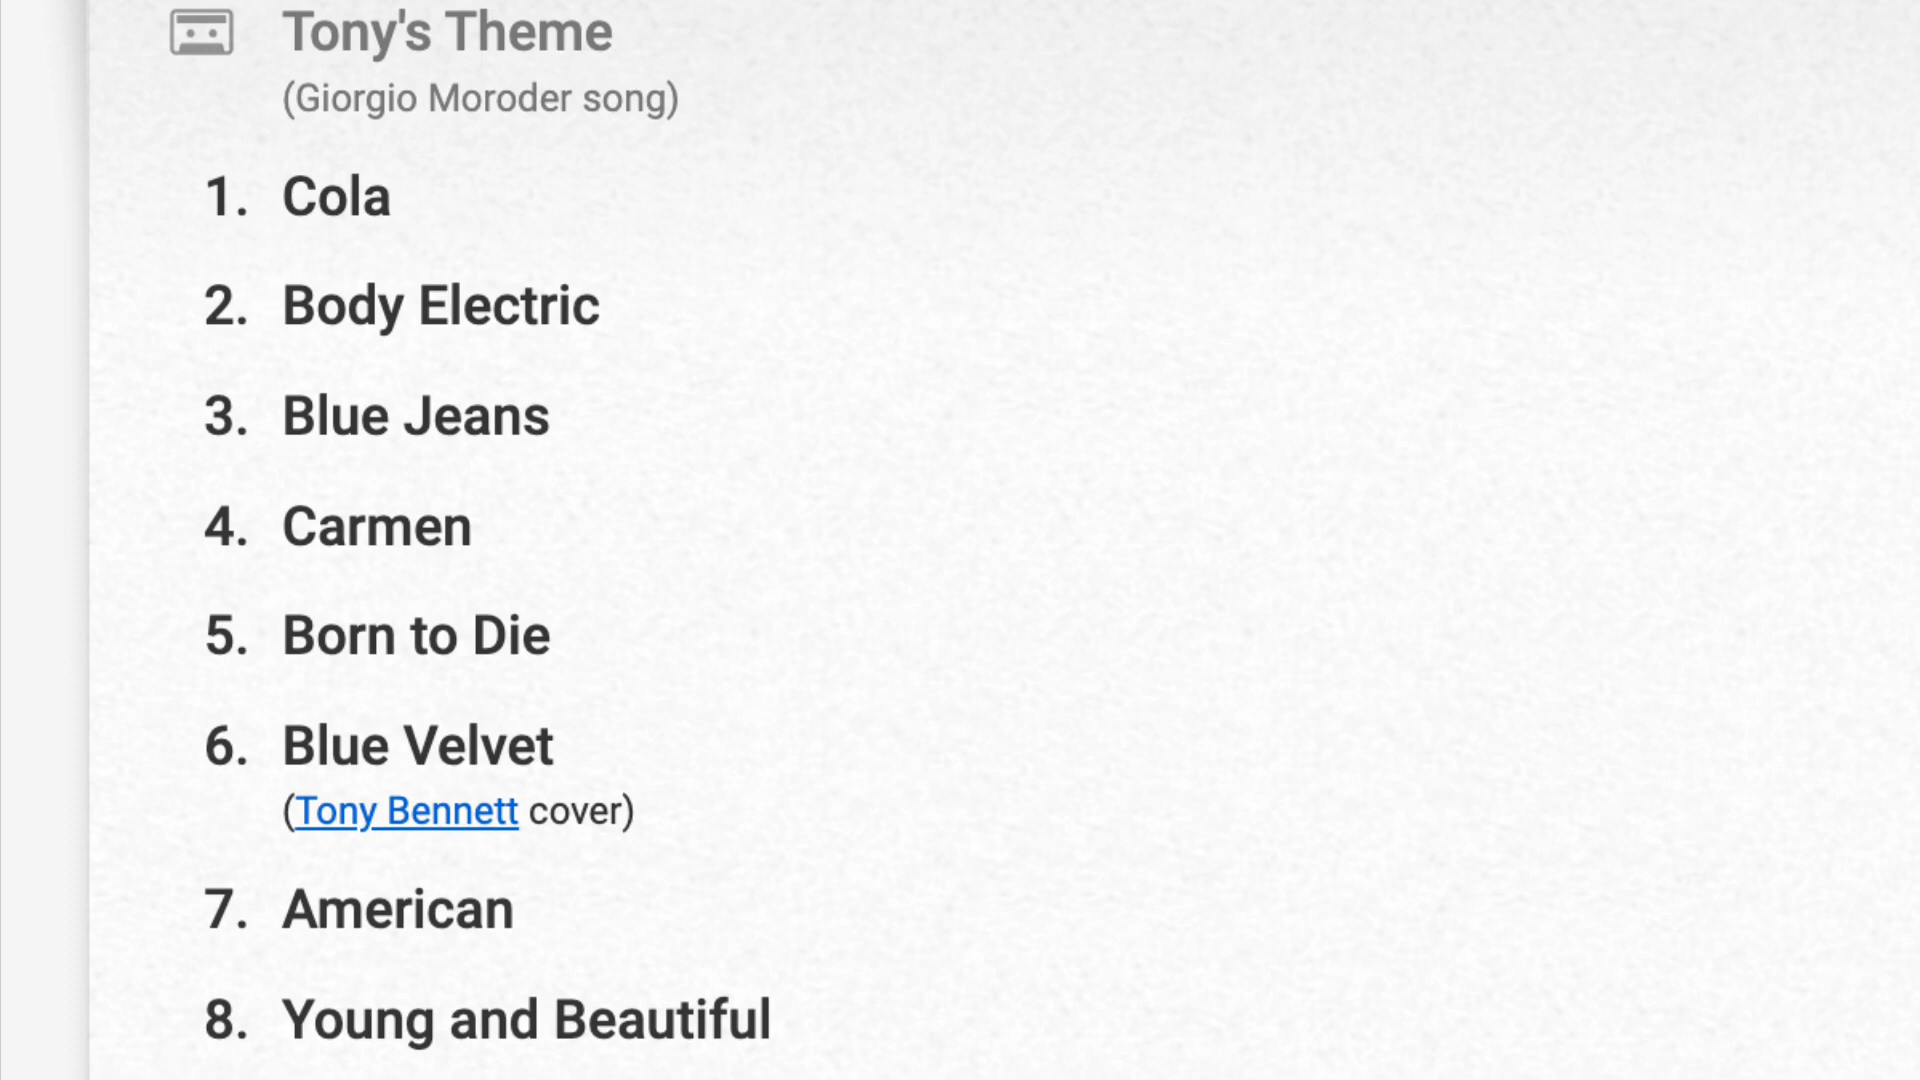 Tony's Theme
(Giorgio Moroder song)
1. Cola
2. Body Electric
3. Blue Jeans
4. Carmen
5. Born to Die
6. Blue Velvet
(Tony Bennett cover)
7. American
8. Young and Beautiful